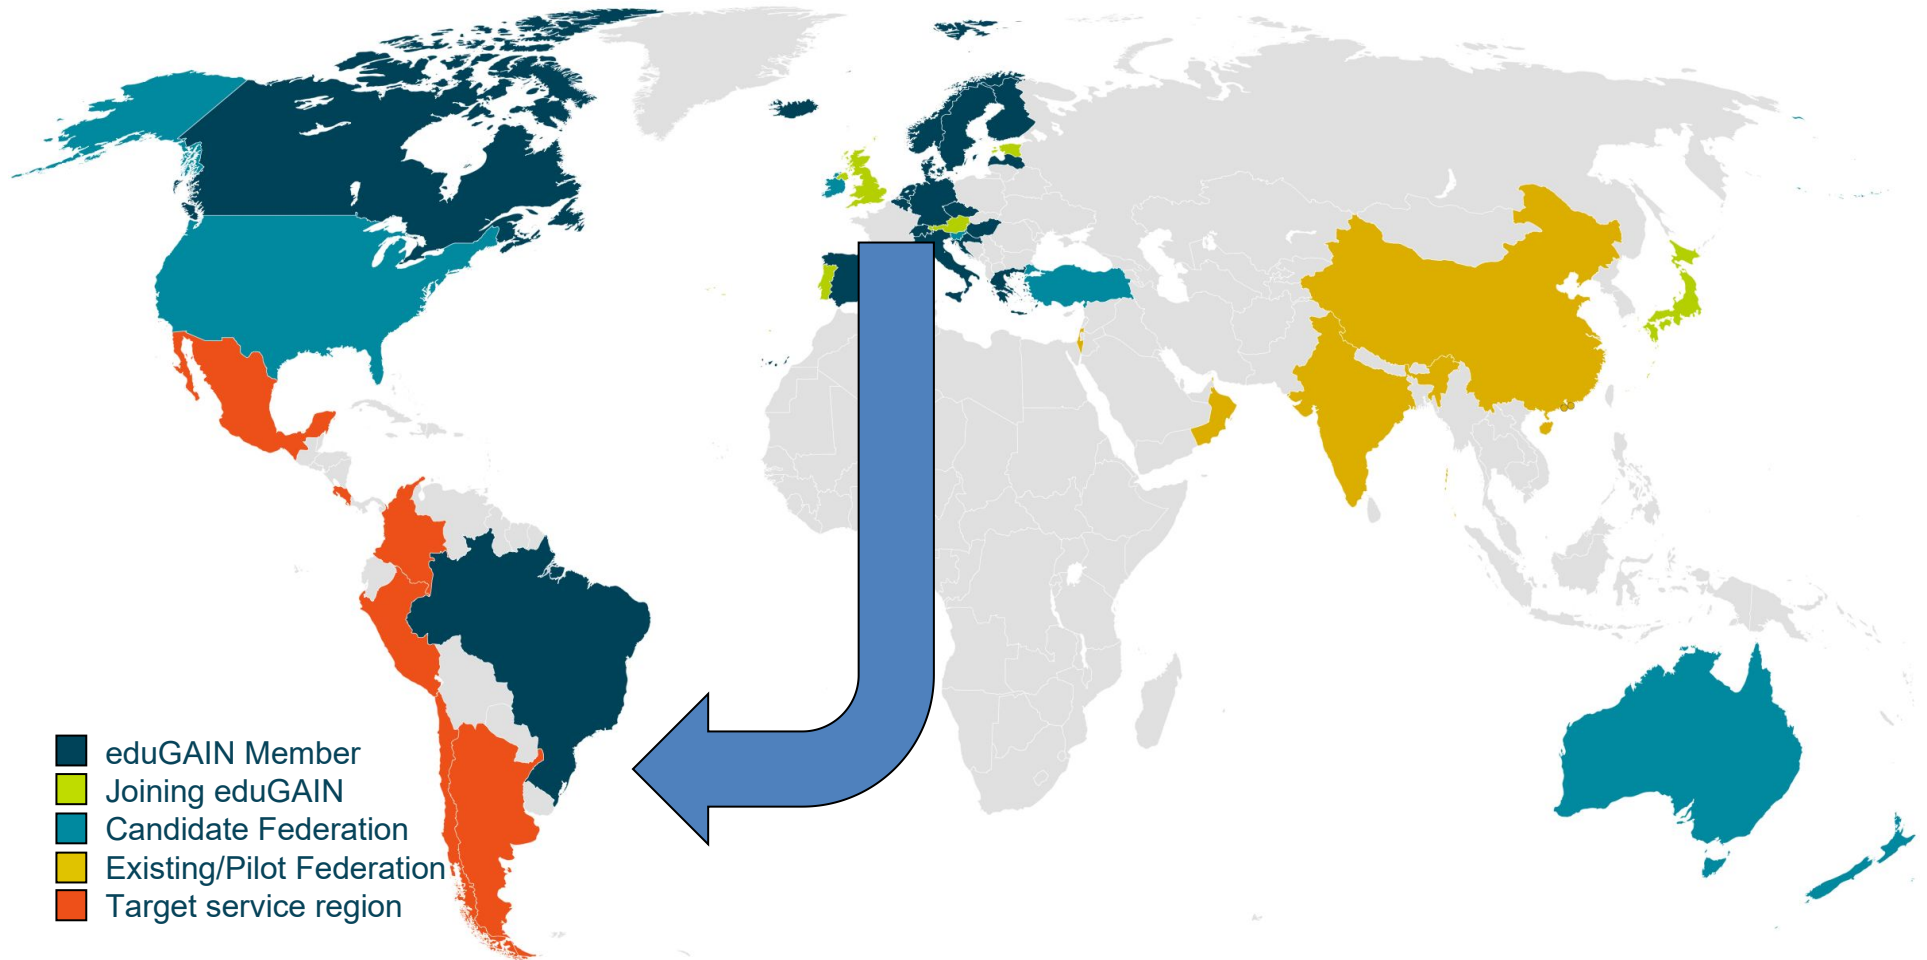 eduGAIN Member
Joining eduGAIN
Candidate Federation
Existing/Pilot Federation
Target service region